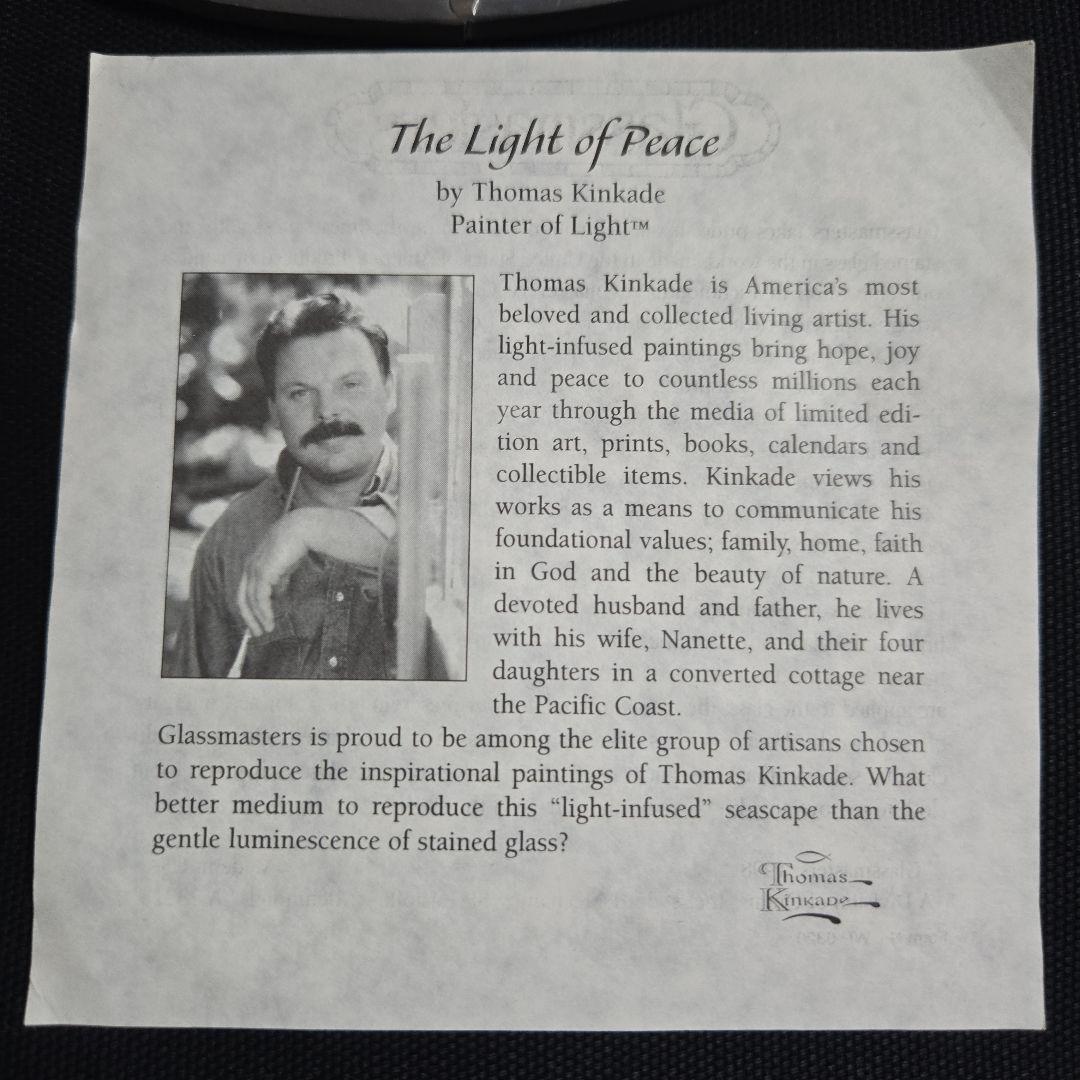 The Light of Peace
by Thomas Kinkade
Painter of Light™
Thomas Kinkade is America's most
beloved and collected living artist. His
light-infused paintings bring hope, joy
and peace to countless millions each
year through the media of limited edi-
tion art, prints, books, calendars and
collectible items. Kinkade views his
works as a means to communicate his
foundational values; family, home, faith
in God and the beauty of nature. A
devoted husband and father, he lives
with his wife, Nanette, and their four
daughters in a converted cottage near
the Pacific Coast.
Glassmasters is proud to be among the elite group of artisans chosen
to reproduce the inspirational paintings of Thomas Kinkade. What
better medium to reproduce this “light-infused” seascape than the
gentle luminescence of stained glass?
Thomas
Kinkade